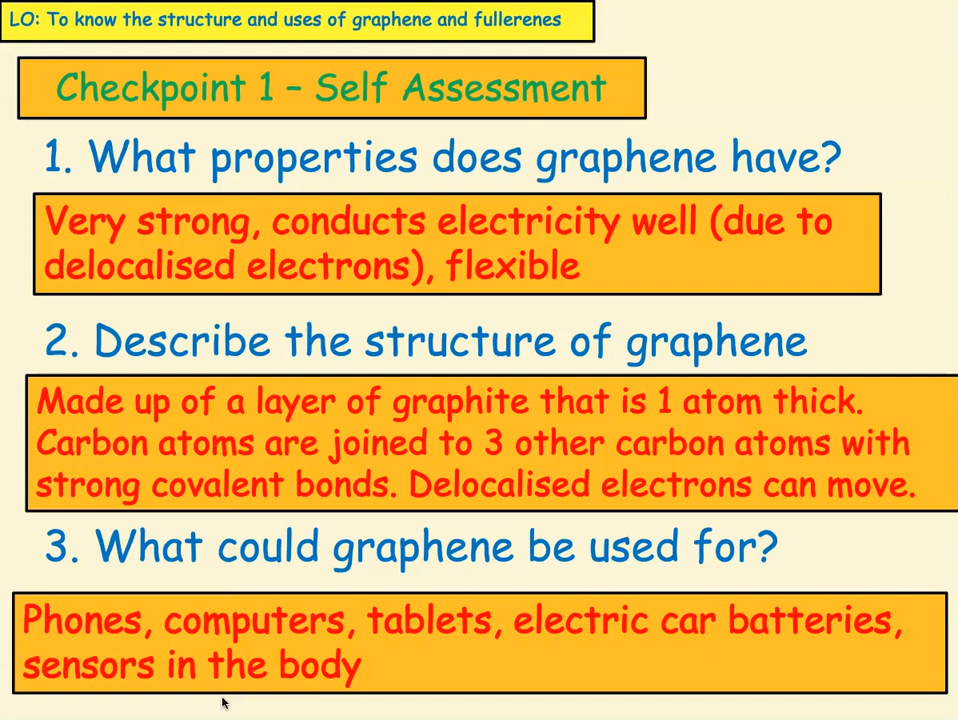 LO: To know the structure and uses of graphene and fullerenes
Checkpoint 1 – Self Assessment
1. What properties does graphene have?
Very strong, conducts electricity well (due to
delocalised electrons), flexible
2. Describe the structure of graphene
Made up of a layer of graphite that is 1 atom thick.
Carbon atoms are joined to 3 other carbon atoms with
strong covalent bonds. Delocalised electrons can move.
3. What could graphene be used for?
Phones, computers, tablets, electric car batteries,
sensors in the body